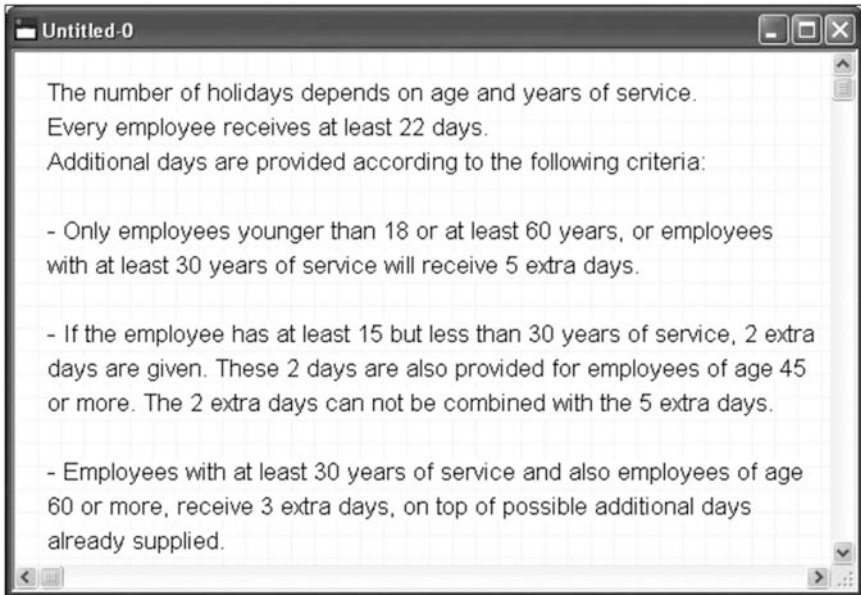 Untitled-0
The number of holidays depends on age and years of service.
Every employee receives at least 22 days.
Additional days are provided according to the following criteria:
- Only employees younger than 18 or at least 60 years, or employees
with at least 30 years of service will receive 5 extra days.
- If the employee has at least 15 but less than 30 years of service, 2 extra
days are given. These 2 days are also provided for employees of age 45
or more. The 2 extra days can not be combined with the 5 extra days.
- Employees with at least 30 years of service and also employees of age
60 or more, receive 3 extra days, on top of possible additional days
already supplied.